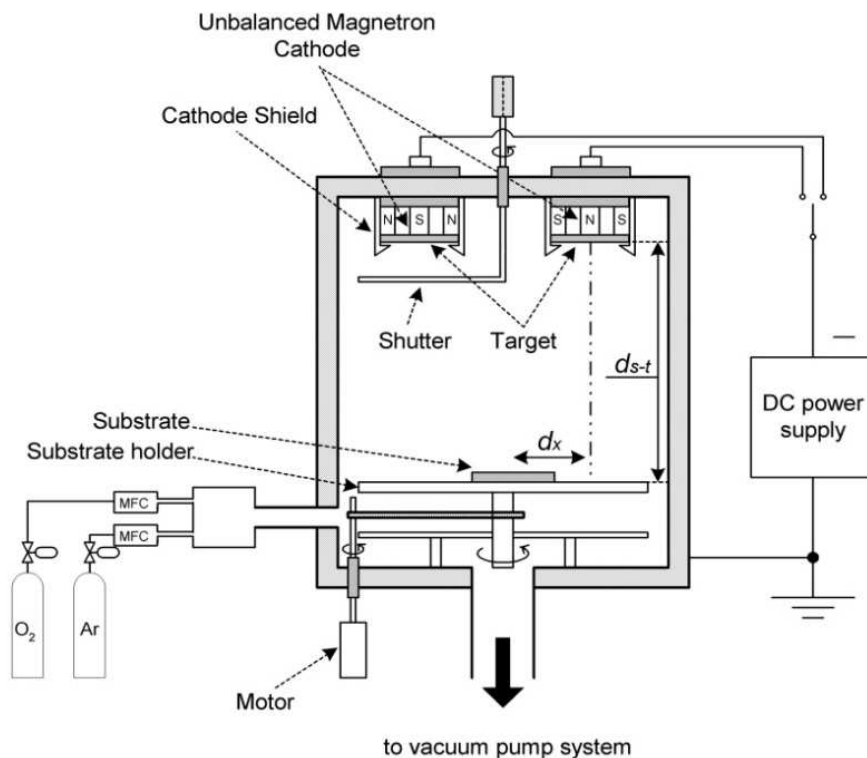 Unbalanced Magnetron
Cathode
Cathode Shield
N S N
S N S
Shutter
Target
ds-t
DC power
supply
Substrate
Substrate holder
dx
MFC
MFC
O2
Ar
Motor
to vacuum pump system